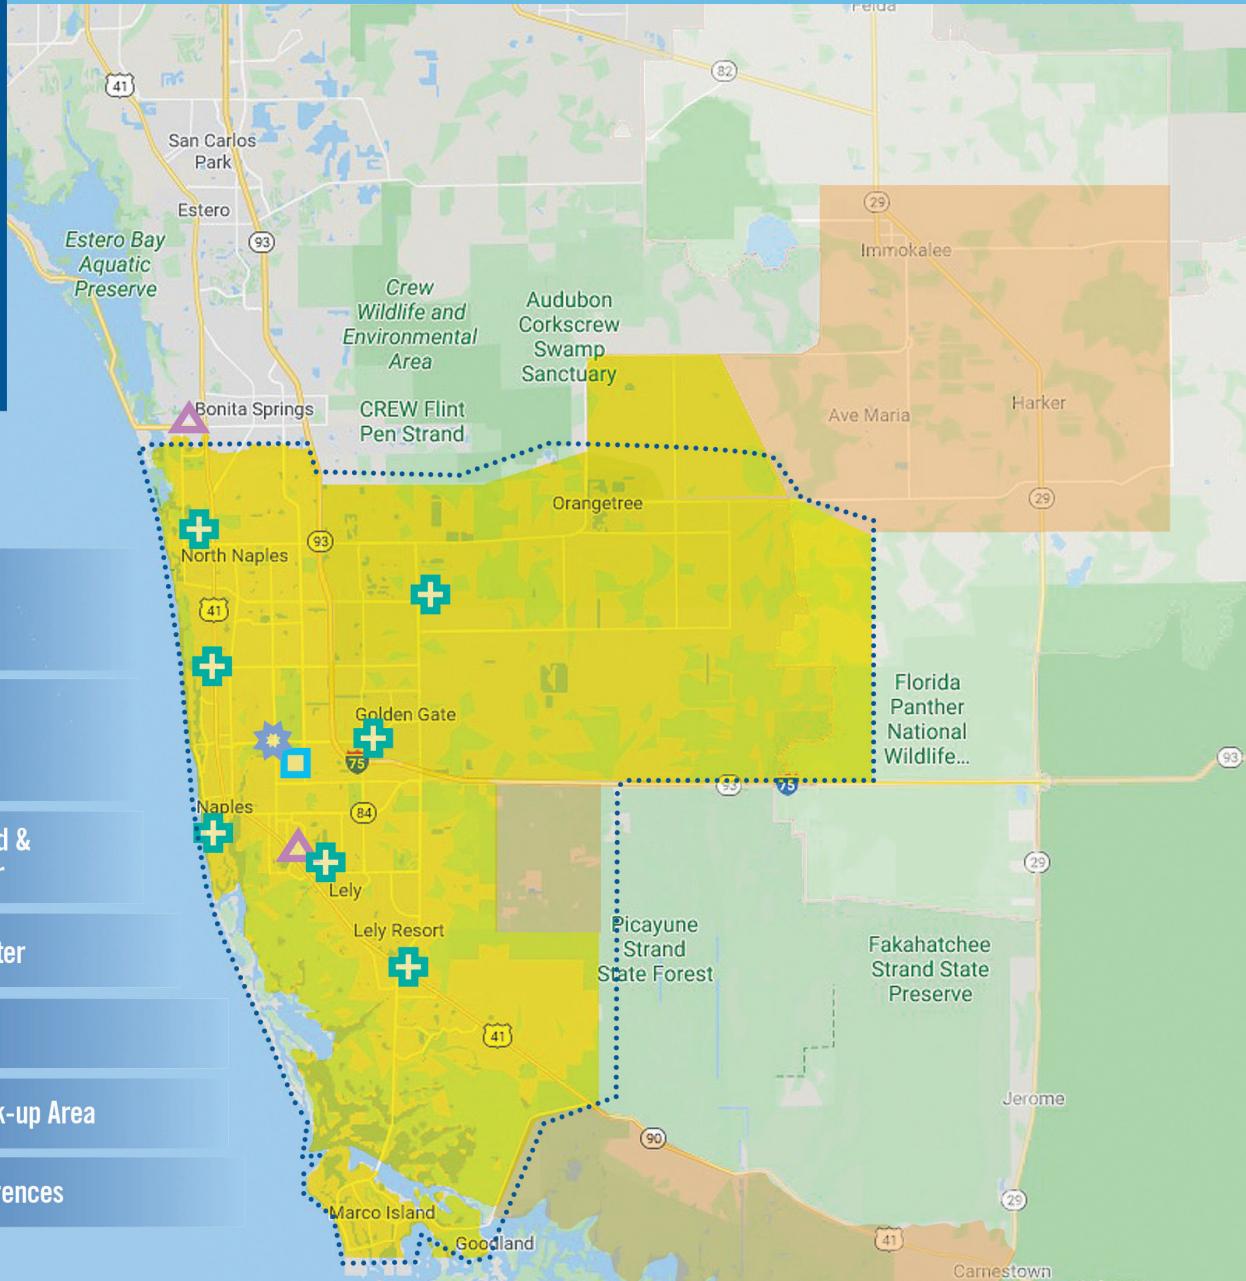 Felda
82
41
San Carlos
Park
29
Estero
93
Immokalee
Estero Bay
Aquatic
Preserve
Crew
Wildlife and
Environmental
Area
Audubon
Corkscrew
Swamp
Sanctuary
Bonita Springs
CREW Flint
Pen Strand
Ave Maria
Harker
29
Orangetree
93
North Naples
41
Florida
Panther
National
Wildlife...
Golden Gate
75
93
75
93
Naples
84
d &
29
Lely
Lely Resort
Picayune
Strand
State Forest
Fakahatchee
Strand State
Preserve
ter
41
Jerome
k-up Area
90
rences
29
Marco Island
Goodland
41
Carnestown